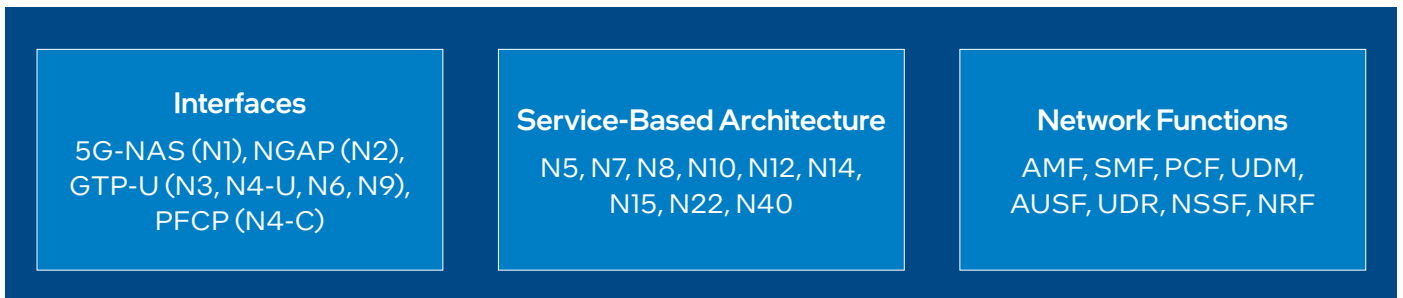 Interfaces
5G-NAS (N1), NGAP (N2),
GTP-U (N3, N4-U, N6, N9),
PFCP (N4-C)
Service-Based Architecture
N5, N7, N8, N10, N12, N14,
N15, N22, N40
Network Functions
AMF, SMF, PCF, UDM,
AUSF, UDR, NSSF, NRF